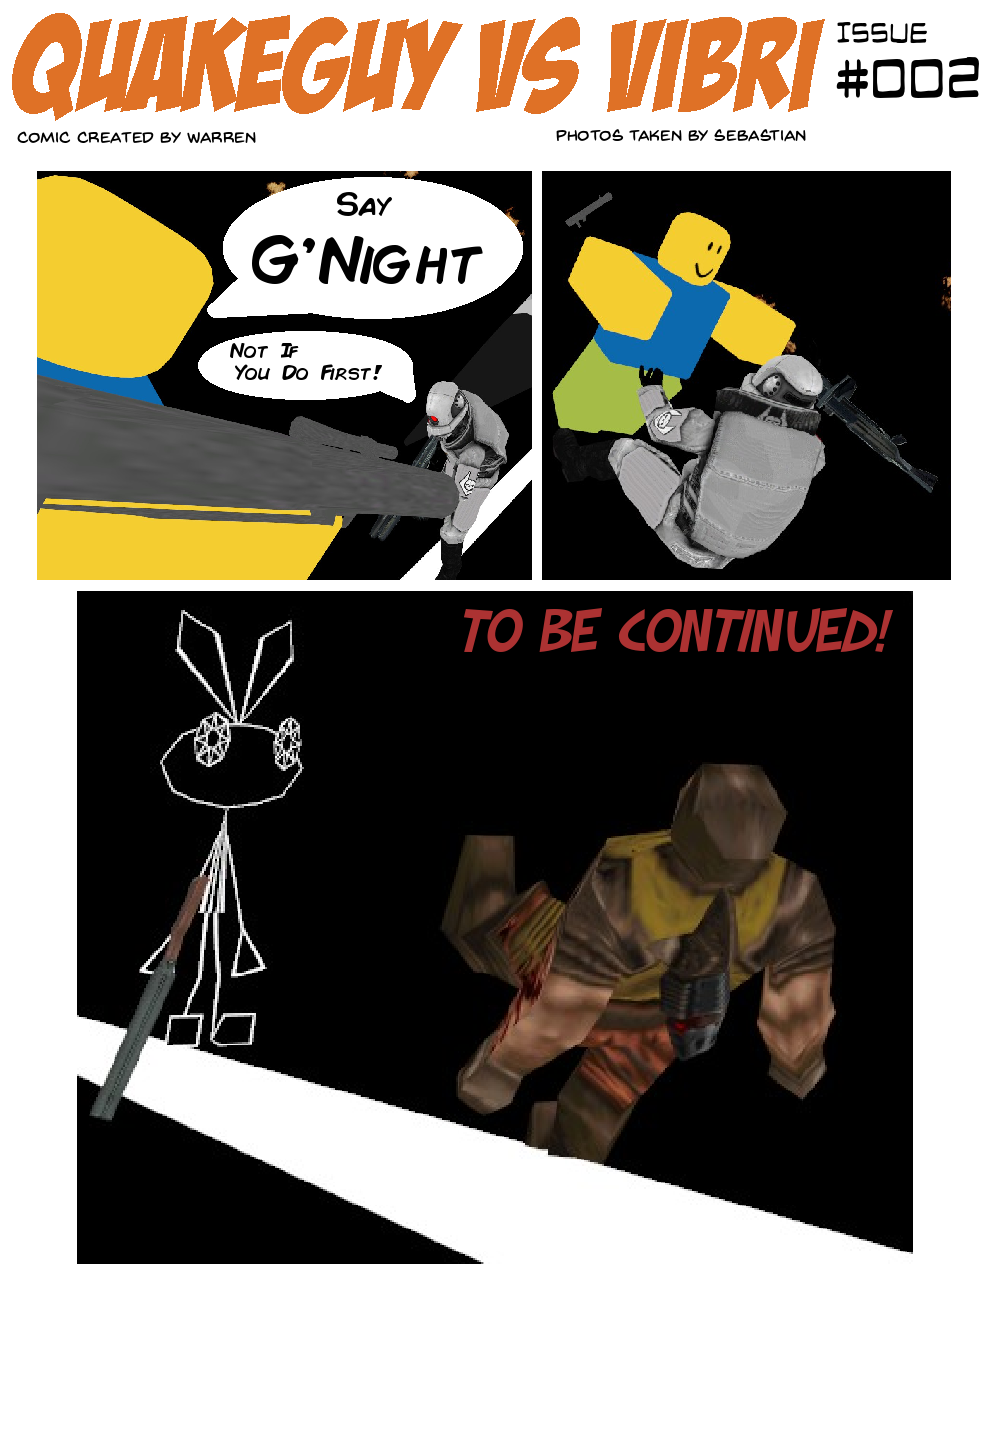 QUAKEGUY VS VIBRI
ISSUE
#002
COMIC CREATED BY WARREN
PHOTOS TAKEN BY SEBASTIAN
SAY
G'NIGHT
NOT IF
YOU DO FIRST!
TO BE CONTINUED!